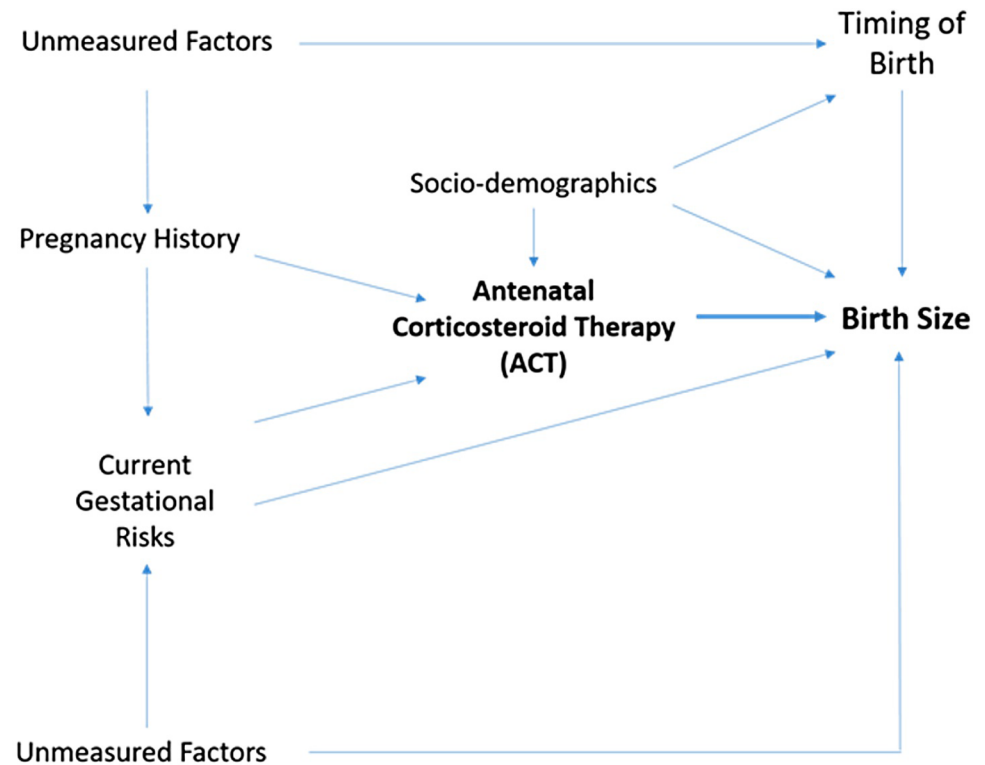 Unmeasured Factors
Timing of
Birth
Socio-demographics
Pregnancy History
Antenatal
Corticosteroid Therapy
(ACT)
Birth Size
Current
Gestational
Risks
Unmeasured Factors